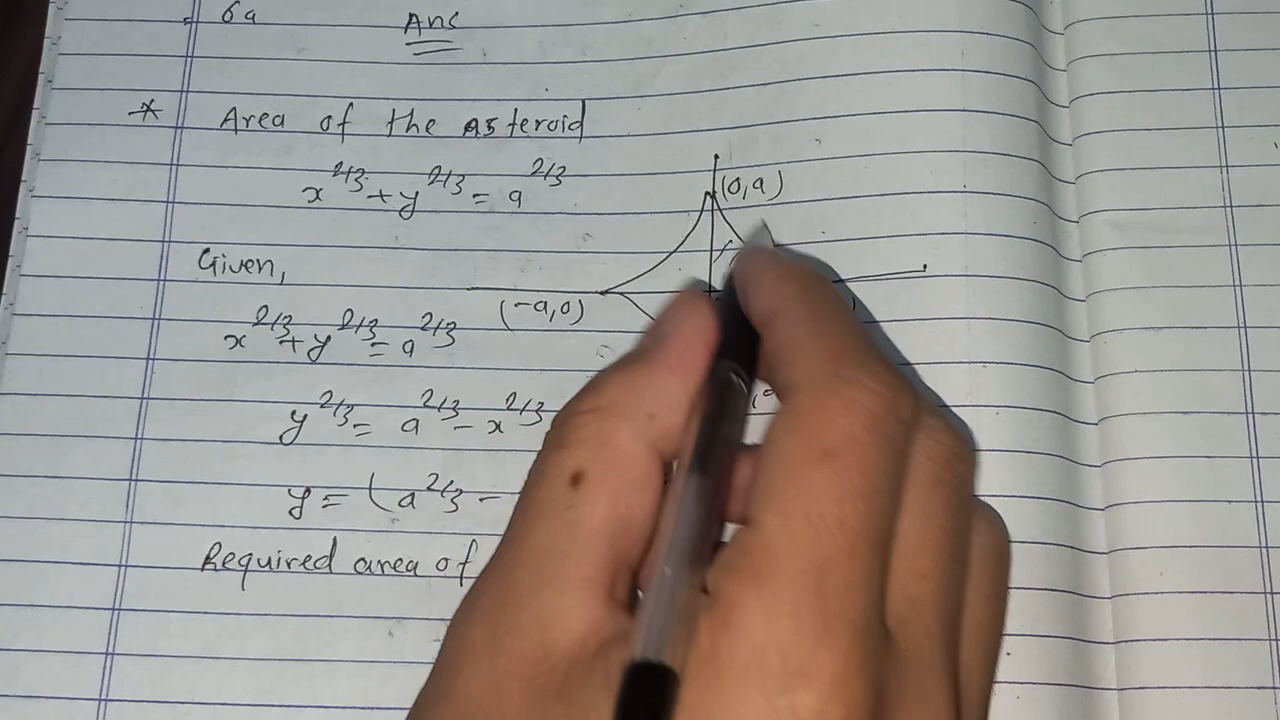 = 6a Ans
* Area of the Asteroid
x^2/3 + y^2/3 = a^2/3
(0,a)
Given,
(-a,0)
x^2/3 + y^2/3 = a^2/3
y^2/3 = a^2/3 - x^2/3
y = (a^2/3 -
Required area of